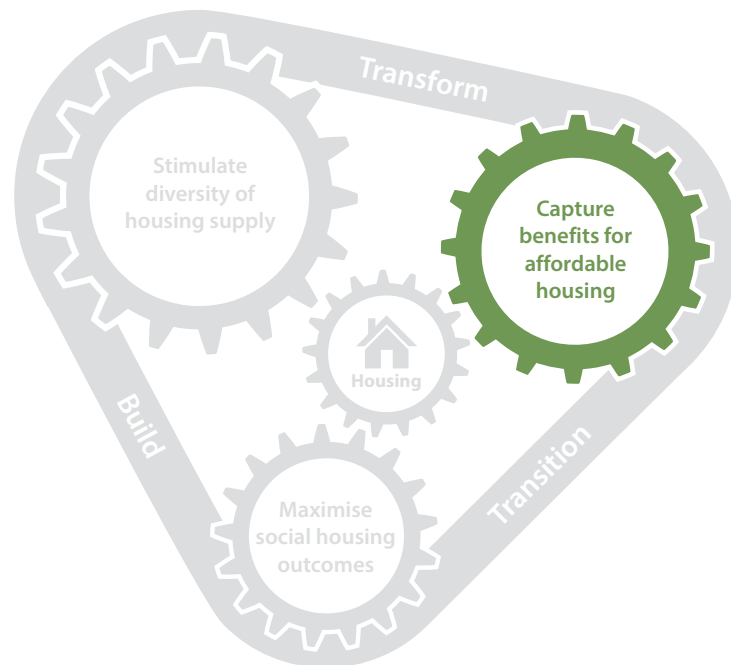 Transform
Stimulate
diversity of
housing supply
Capture
benefits for
affordable
housing
Housing
Build
Transition
Maximise
social housing
outcomes